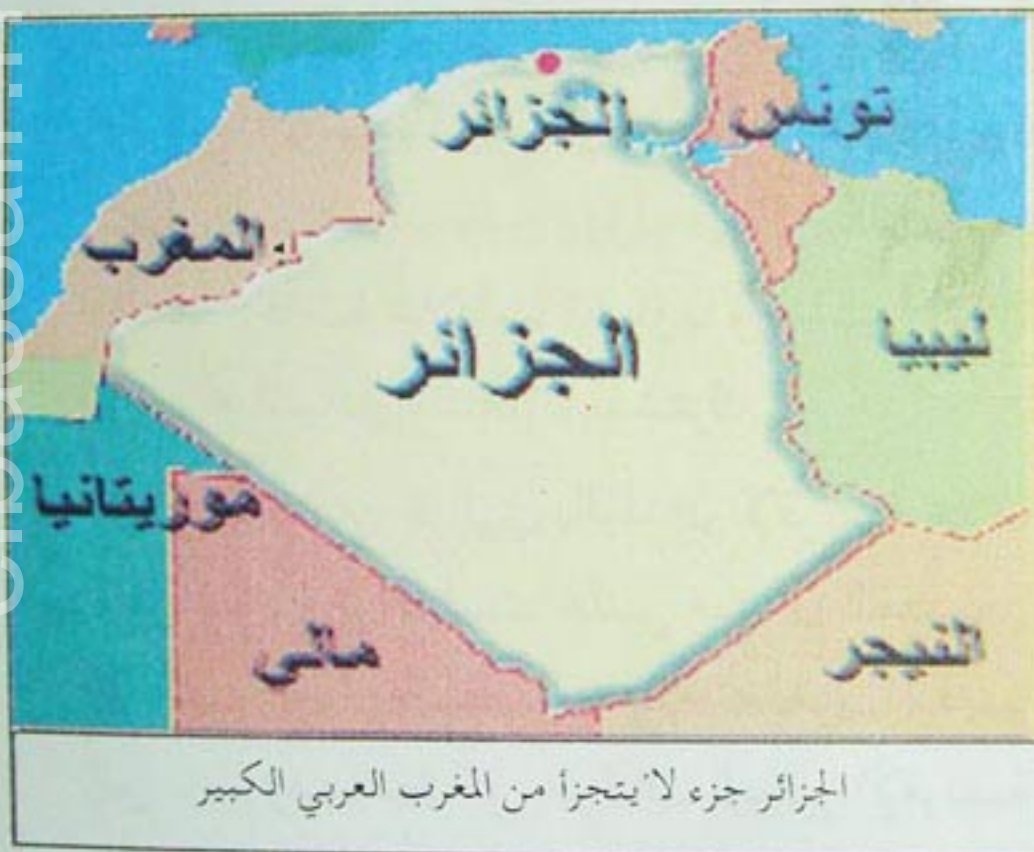 الجزائر
تونس
المغرب
الجزائر
ليبيا
موريتانيا
مالي
النيجر
الجزائر جزء لا يتجزأ من المغرب العربي الكبير